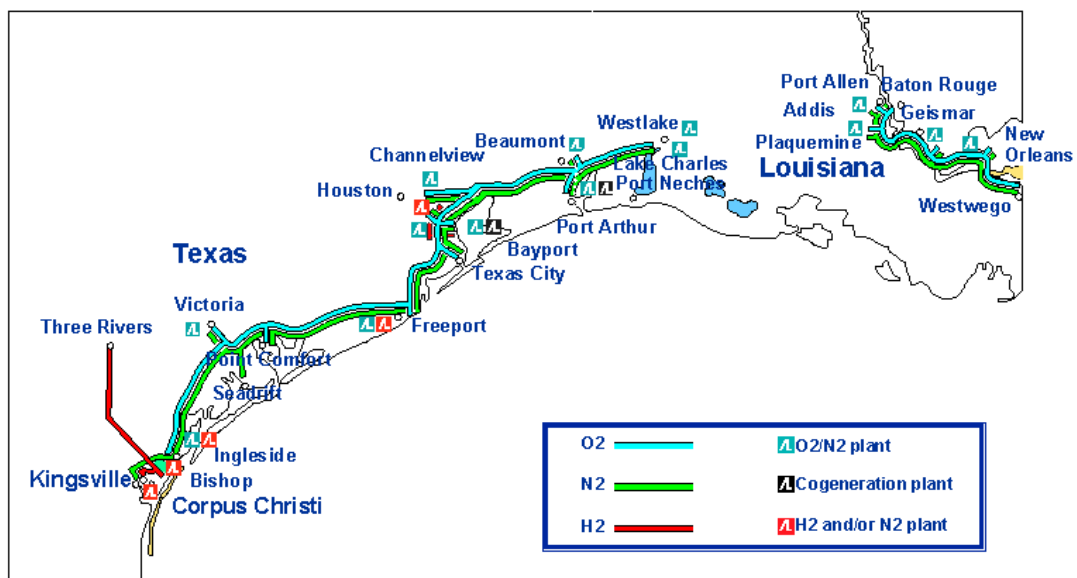 Port Allen Baton Rouge
Addis
Geismar
Westlake
New
Orleans
Beaumont
Plaquemine
Channelview
Lake Charles
Louisiana
Houston
Port Neches
Westwego
Port Arthur
Bayport
Texas
Texas City
Victoria
Three Rivers
Freeport
Point Comfort
Seadrift
Ingleside
Kingsville
Bishop
Corpus Christi
O2
O2/N2 plant
N2
Cogeneration plant
H2
H2 and/or N2 plant